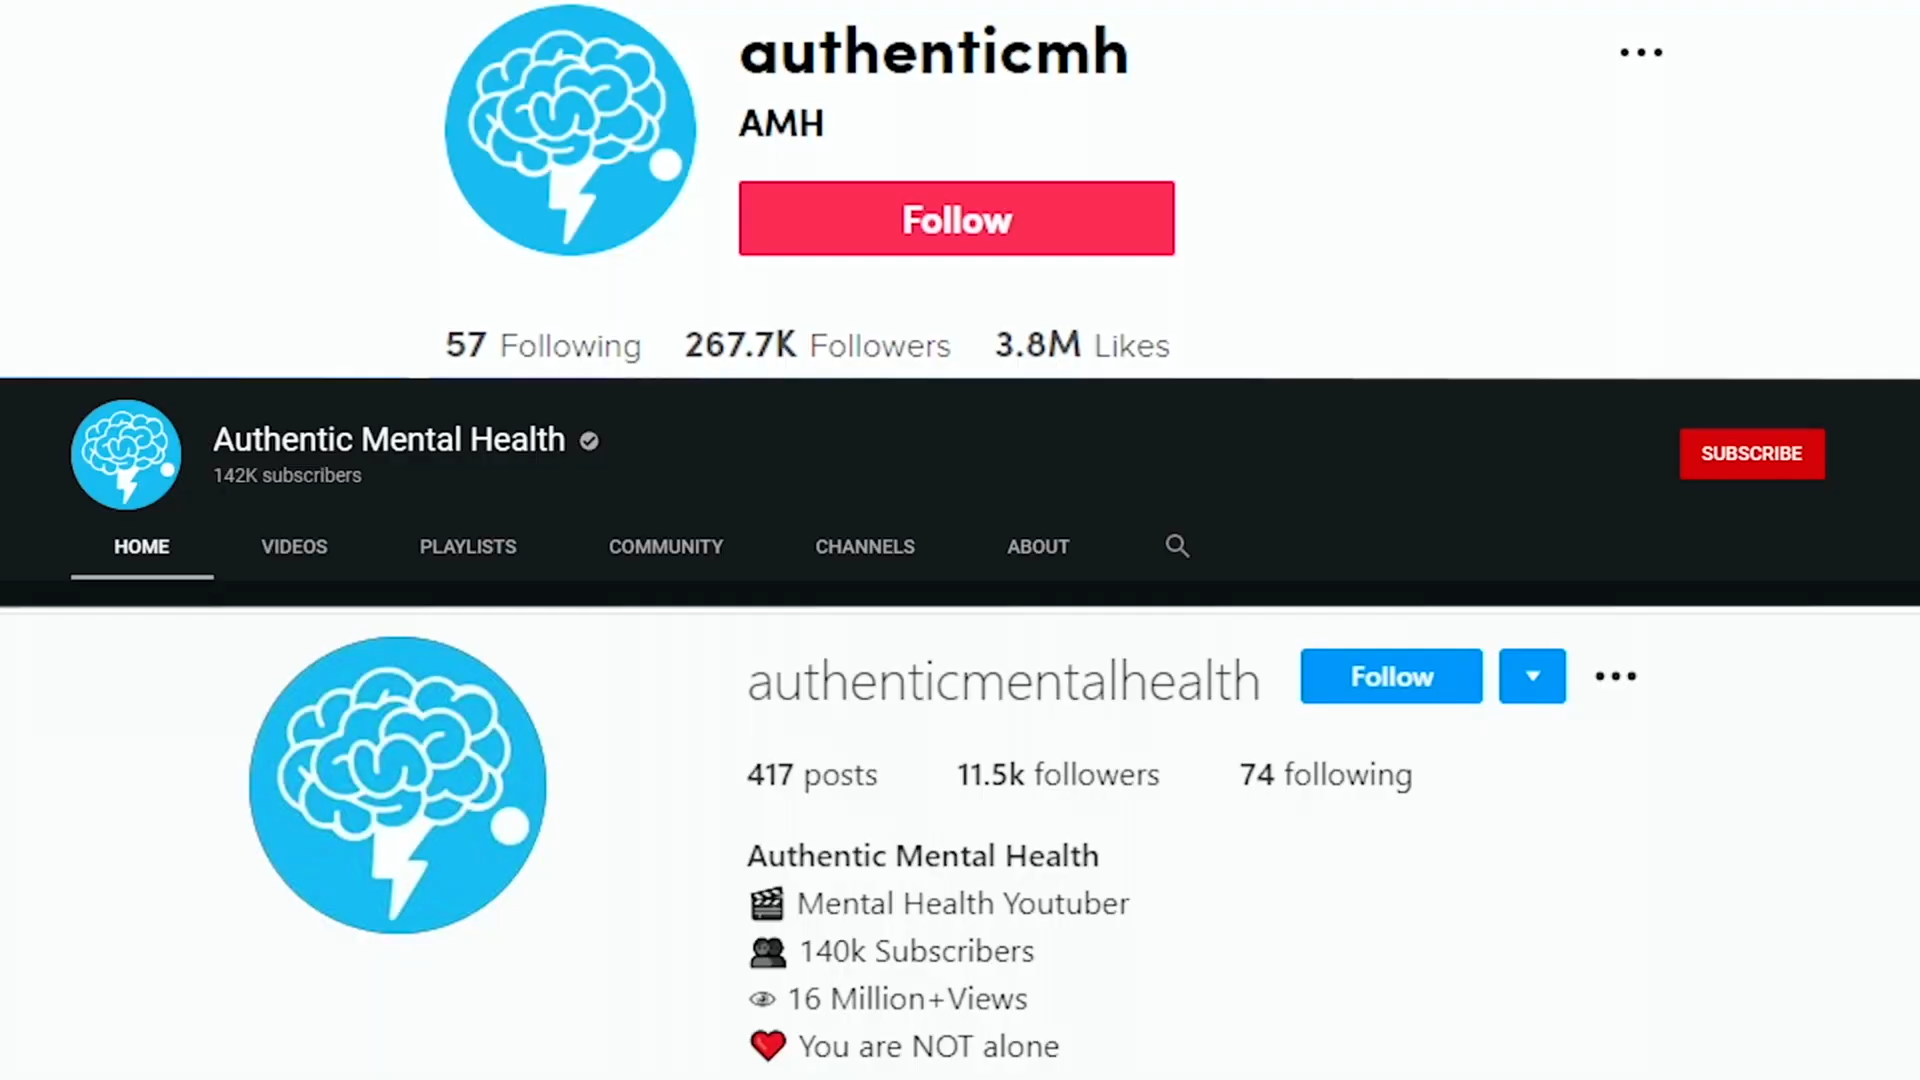 authenticmh
AMH
Follow
57 Following 267.7K Followers 3.8M Likes
Authentic Mental Health
142K subscribers
SUBSCRIBE
HOME VIDEOS PLAYLISTS COMMUNITY CHANNELS ABOUT
authenticmentalhealth Follow
417 posts 11.5k followers 74 following
Authentic Mental Health
Mental Health Youtuber
140k Subscribers
16 Million+Views
You are NOT alone